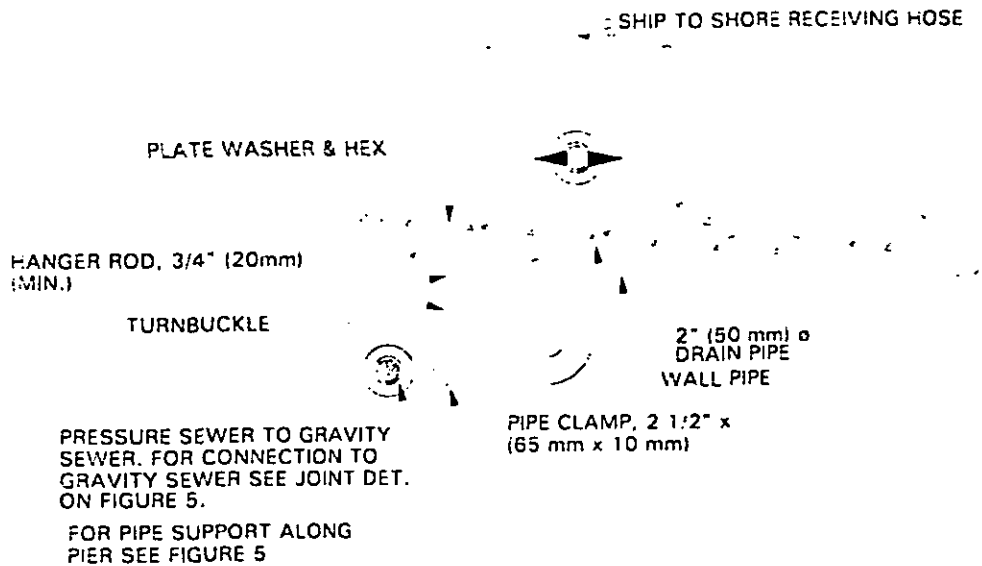 SHIP TO SHORE RECEIVING HOSE
PLATE WASHER & HEX
HANGER ROD, 3/4" (20mm)
(MIN.)
TURNBUCKLE
2" (50 mm) ø
DRAIN PIPE
WALL PIPE
PIPE CLAMP, 2 1/2" x
(65 mm x 10 mm)
PRESSURE SEWER TO GRAVITY
SEWER. FOR CONNECTION TO
GRAVITY SEWER SEE JOINT DET.
ON FIGURE 5.
FOR PIPE SUPPORT ALONG
PIER SEE FIGURE 5